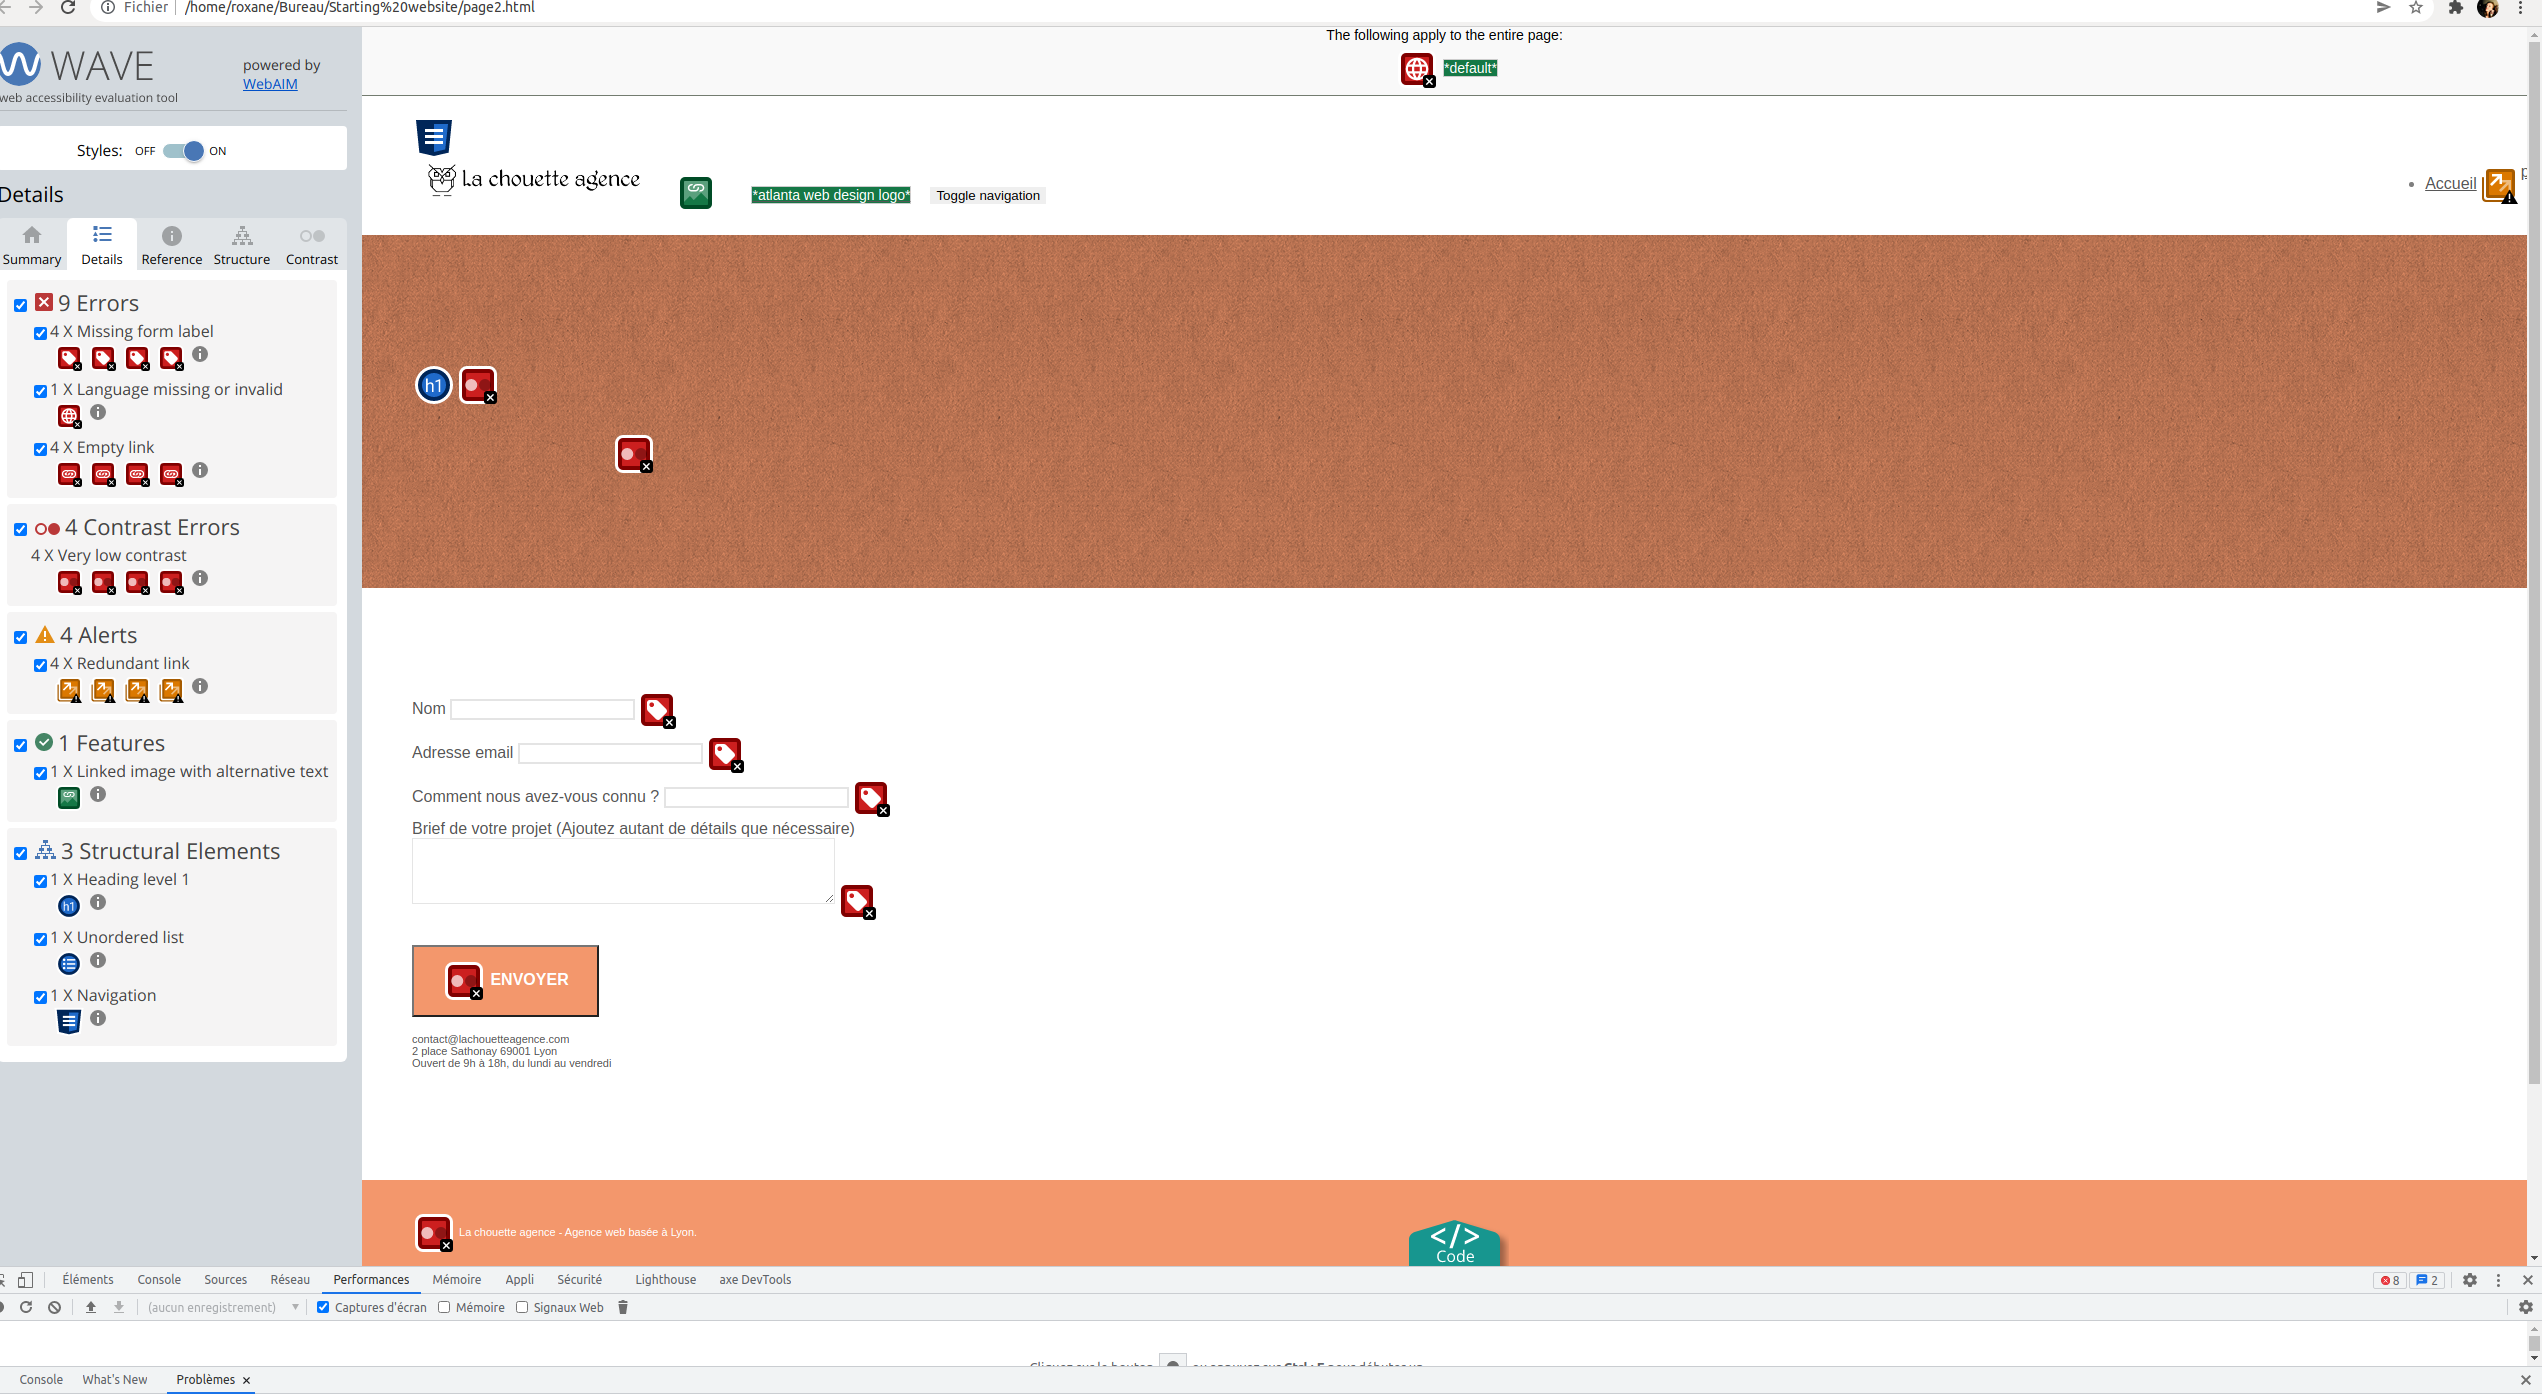 Fichier /home/roxane/Bureau/Starting%20website/page2.html
WAVE
web accessibility evaluation tool
powered by
WebAIM
Styles: OFF ON
Details
Summary Details Reference Structure Contrast
9 Errors
4 X Missing form label
1 X Language missing or invalid
4 X Empty link
4 Contrast Errors
4 X Very low contrast
4 Alerts
4 X Redundant link
1 Features
1 X Linked image with alternative text
3 Structural Elements
1 X Heading level 1
h1
1 X Unordered list
1 X Navigation
The following apply to the entire page:
*default*
La chouette agence
*atlanta web design logo*
Toggle navigation
Accueil
h1
Nom
Adresse email
Comment nous avez-vous connu ?
Brief de votre projet (Ajoutez autant de détails que nécessaire)
ENVOYER
contact@lachouetteagence.com
2 place Sathonay 69001 Lyon
Ouvert de 9h à 18h, du lundi au vendredi
La chouette agence - Agence web basée à Lyon.
</>
Code
Éléments Console Sources Réseau Performances Mémoire Appli Sécurité Lighthouse axe DevTools 8 2
(aucun enregistrement) Captures d'écran Mémoire Signaux Web
Console What's New Problèmes